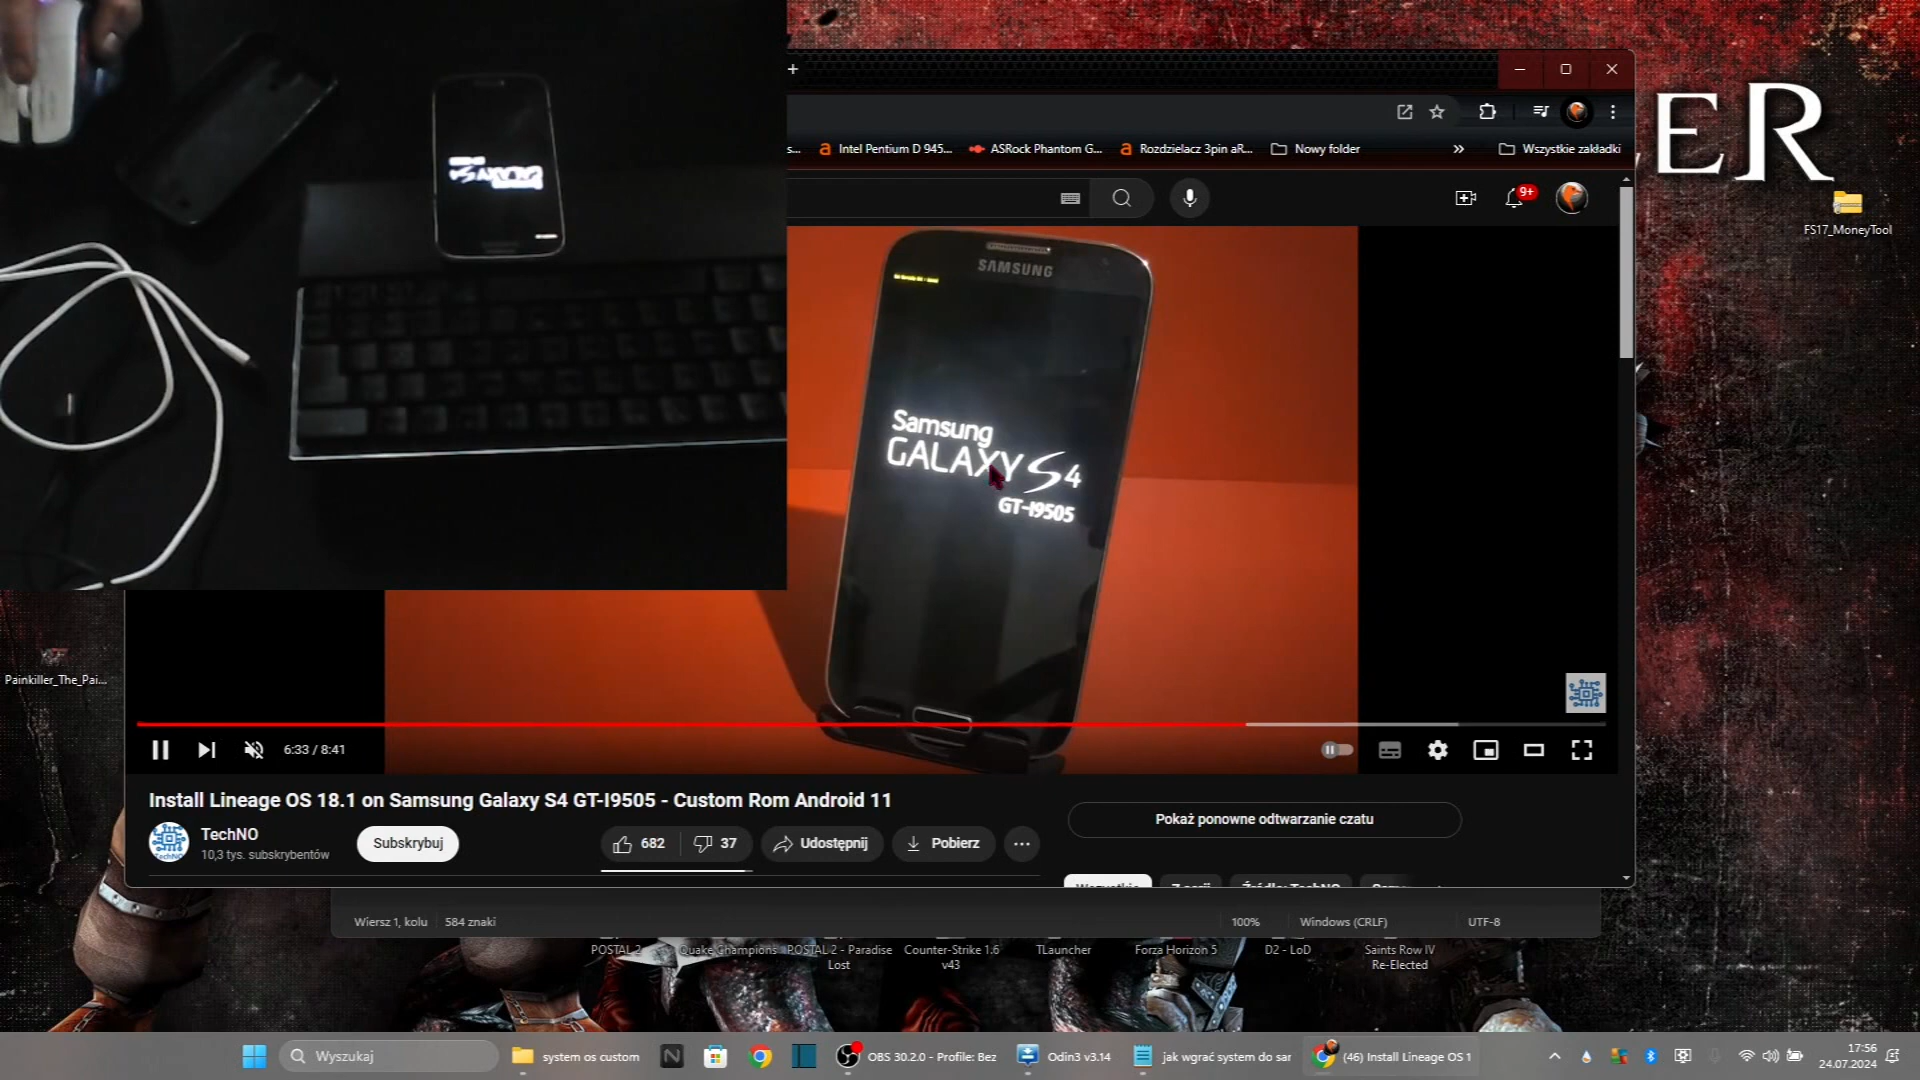 s...
Intel Pentium D 945...
ASRock Phantom G...
Rozdzielacz 3pin aR...
Nowy folder
»
Wszystkie zakładki
ER
9+
FS17_MoneyTool
SAMSUNG
Samsung
GALAXY S4
GT-I9505
Painkiller_The_Pai...
6:33 / 8:41
Install Lineage OS 18.1 on Samsung Galaxy S4 GT-I9505 - Custom Rom Android 11
TechNO
10,3 tys. subskrybentów
Subskrybuj
682
37
Udostępnij
Pobierz
Pokaż ponowne odtwarzanie czatu
Wszystkie
Z serii
Źródło: TechNO
Wiersz 1, kolu
584 znaki
100%
Windows (CRLF)
UTF-8
POSTAL 2
Quake Champions
POSTAL 2 - Paradise
Lost
Counter-Strike 1.6
v43
TLauncher
Forza Horizon 5
D2 - LoD
Saints Row IV
Re-Elected
Wyszukaj
system os custom
OBS 30.2.0 - Profile: Bez
Odin3 v3.14
jak wgrać system do sar
(46) Install Lineage OS 1
17:56
24.07.2024